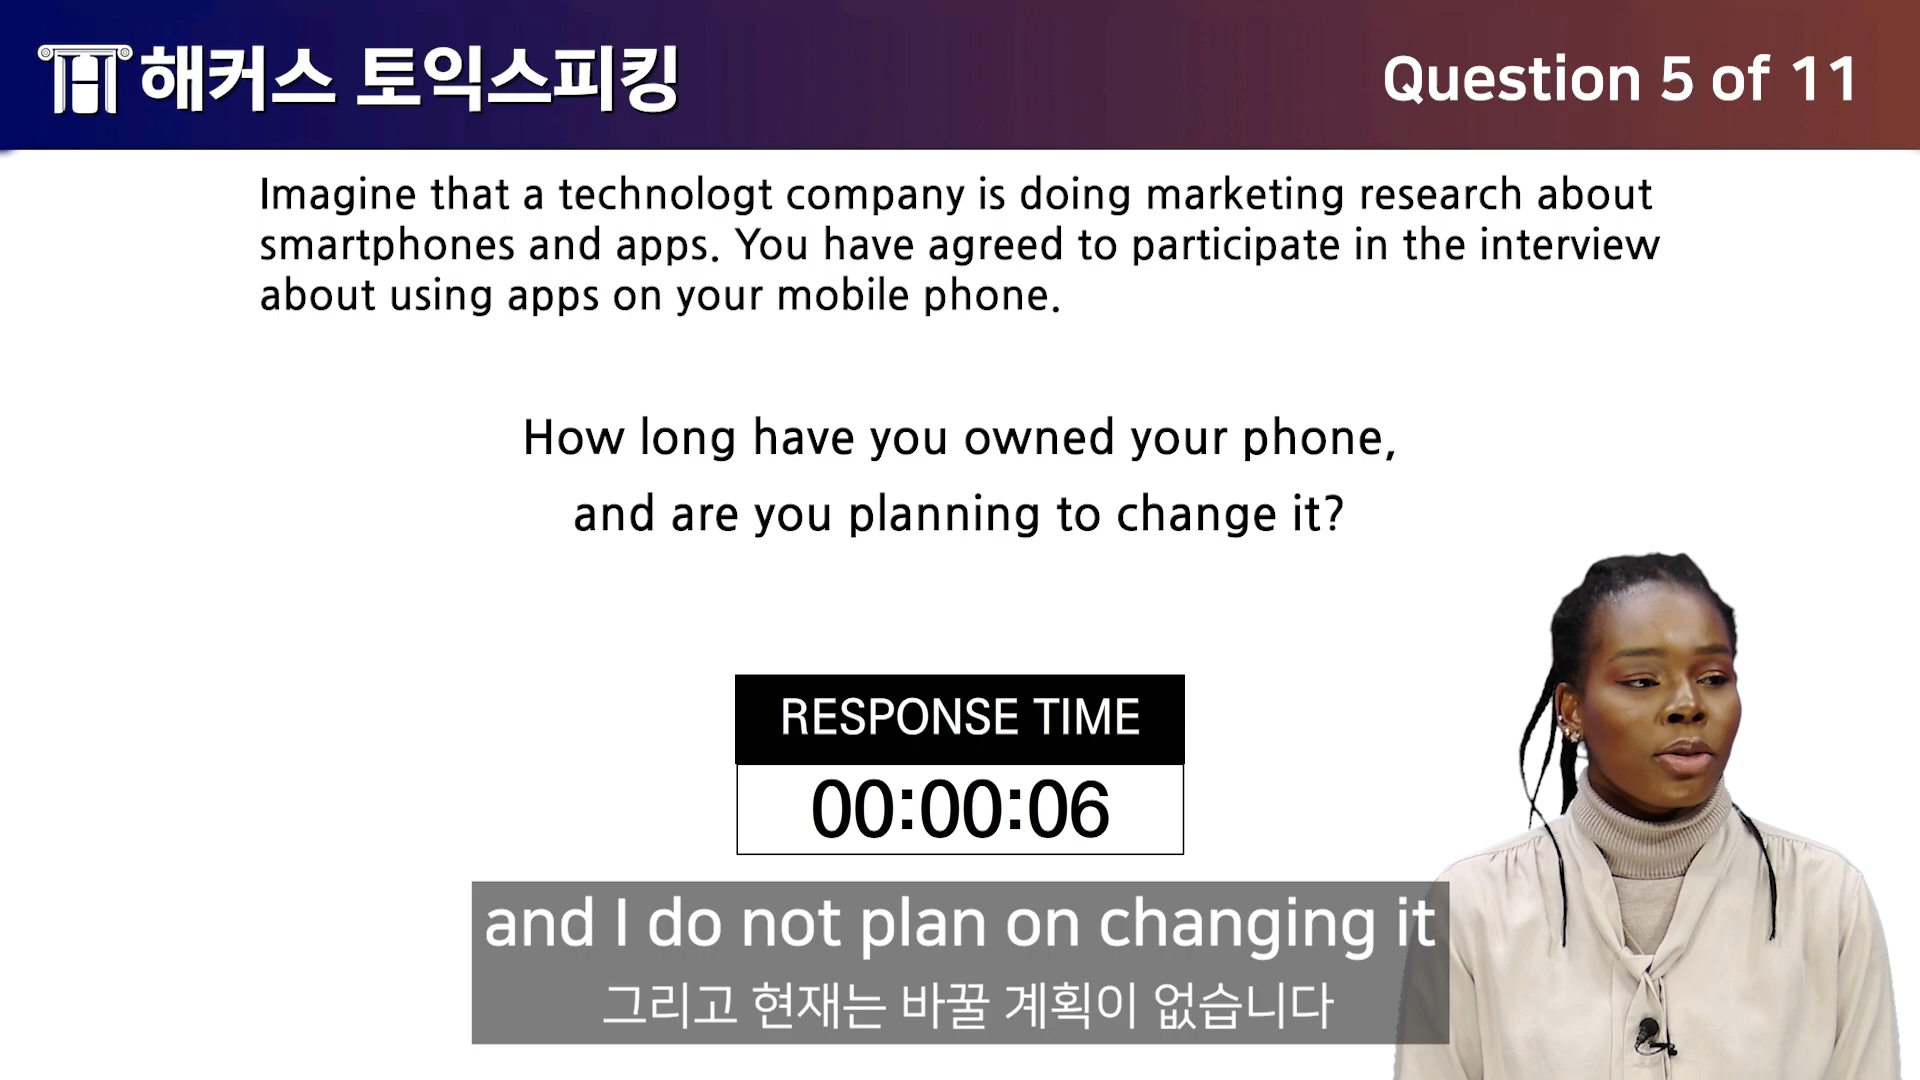 해커스 토익스피킹
Question 5 of 11
Imagine that a technologt company is doing marketing research about
smartphones and apps. You have agreed to participate in the interview
about using apps on your mobile phone.
How long have you owned your phone,
and are you planning to change it?
RESPONSE TIME
00:00:06
and I do not plan on changing it
그리고 현재는 바꿀 계획이 없습니다